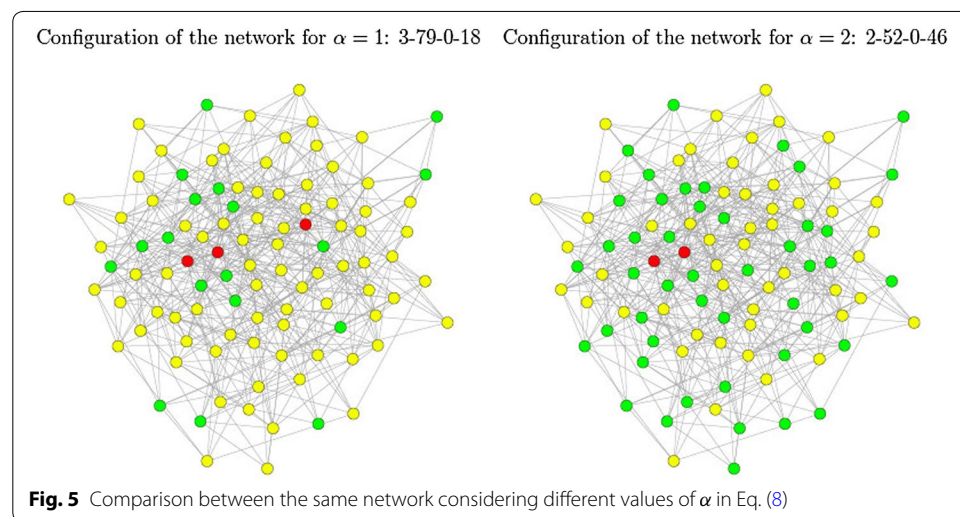 Configuration of the network for α = 1: 3-79-0-18
Configuration of the network for α = 2: 2-52-0-46
Fig. 5 Comparison between the same network considering different values of α in Eq. (8)